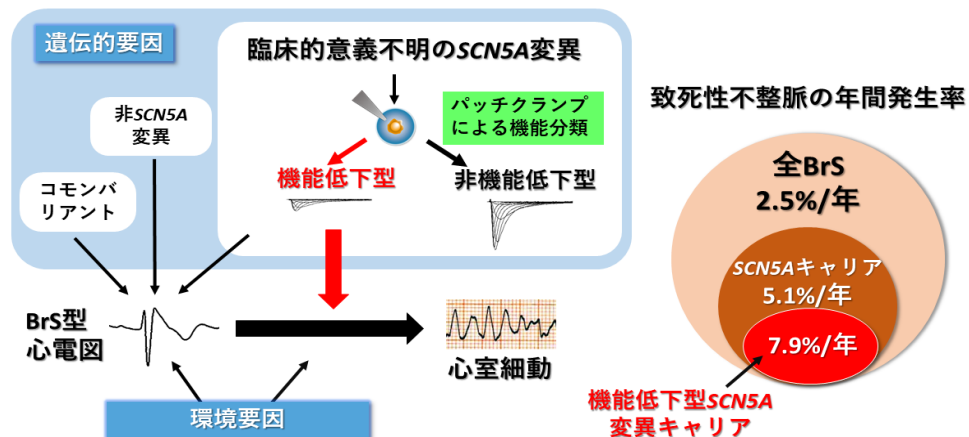 遺伝的要因
臨床的意義不明のSCN5A変異
非SCN5A
変異
パッチクランプ
による機能分類
コモンバ
リアント
機能低下型
非機能低下型
BrS型
心電図
心室細動
環境要因
致死性不整脈の年間発生率
全BrS
2.5%/年
SCN5Aキャリア
5.1%/年
7.9%/年
機能低下型SCN5A
変異キャリア